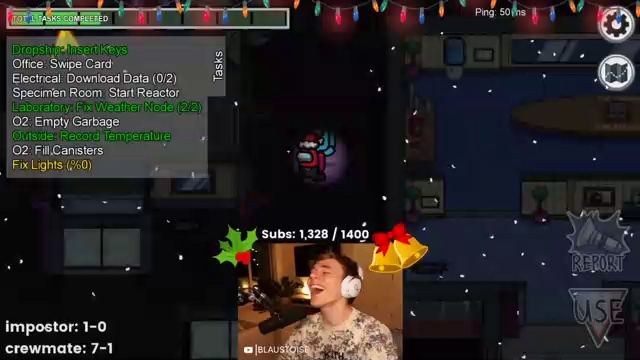 TOTAL TASKS COMPLETED
Ping: 50 ms
Dropship: Insert Keys
Office: Swipe Card
Electrical: Download Data (0/2)
Specimen Room: Start Reactor
Laboratory: Fix Weather Node (2/2)
O2: Empty Garbage
Outside: Record Temperature
O2: Fill Canisters
Fix Lights (%0)
Tasks
Subs: 1,328 / 1400
REPORT
USE
impostor: 1-0
crewmate: 7-1
BLAUSTOISE